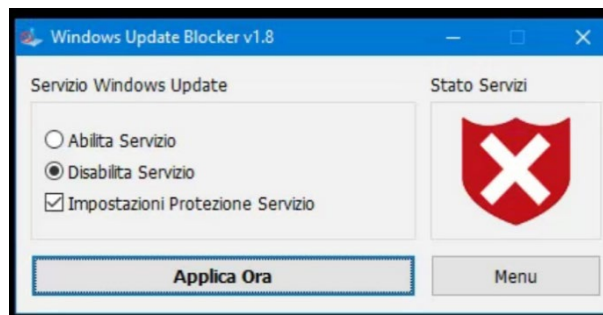 Windows Update Blocker v1.8
Servizio Windows Update
Stato Servizi
Abilita Servizio
Disabilita Servizio
Impostazioni Protezione Servizio
Applica Ora
Menu